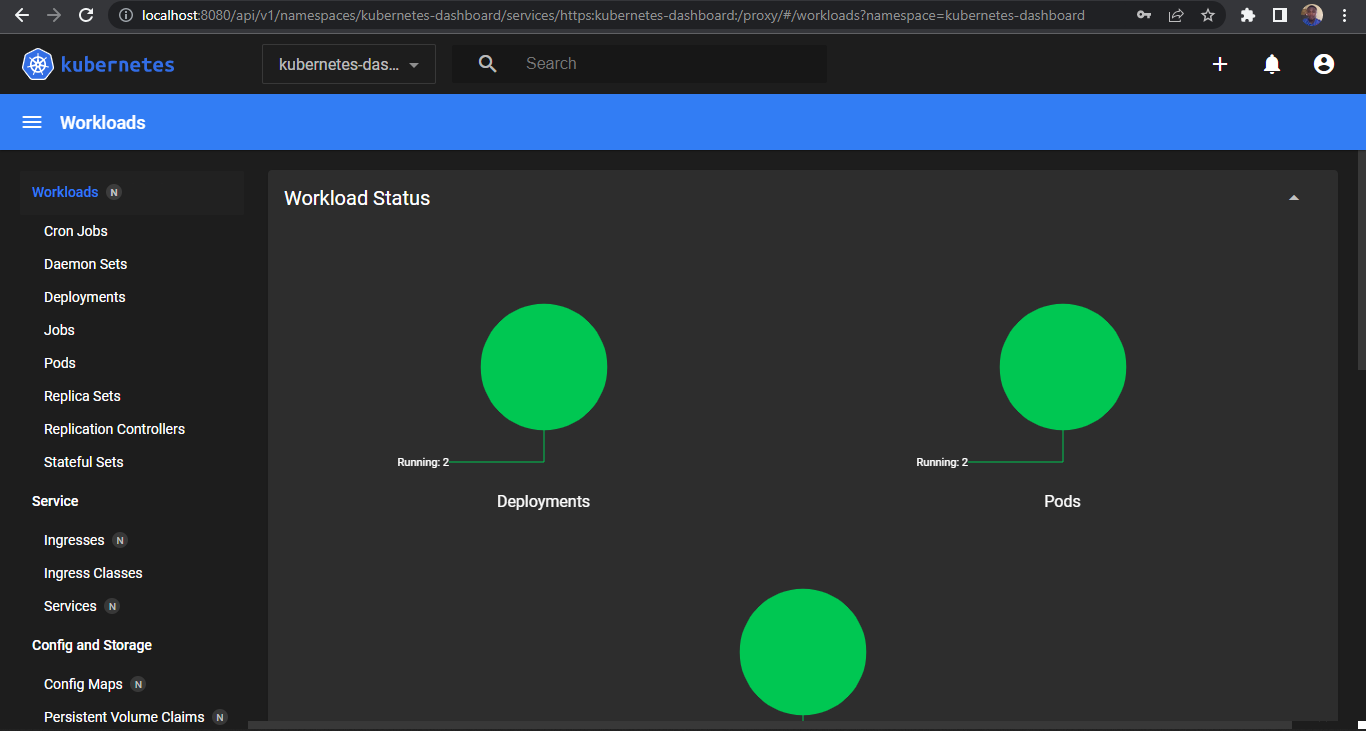 localhost:8080/api/v1/namespaces/kubernetes-dashboard/services/https:kubernetes-dashboard:/proxy/#/workloads?namespace=kubernetes-dashboard
kubernetes
kubernetes-das...
Search
Workloads
Workloads N
Cron Jobs
Daemon Sets
Deployments
Jobs
Pods
Replica Sets
Replication Controllers
Stateful Sets
Service
Ingresses N
Ingress Classes
Services N
Config and Storage
Config Maps N
Persistent Volume Claims N
Workload Status
Running: 2
Deployments
Running: 2
Pods